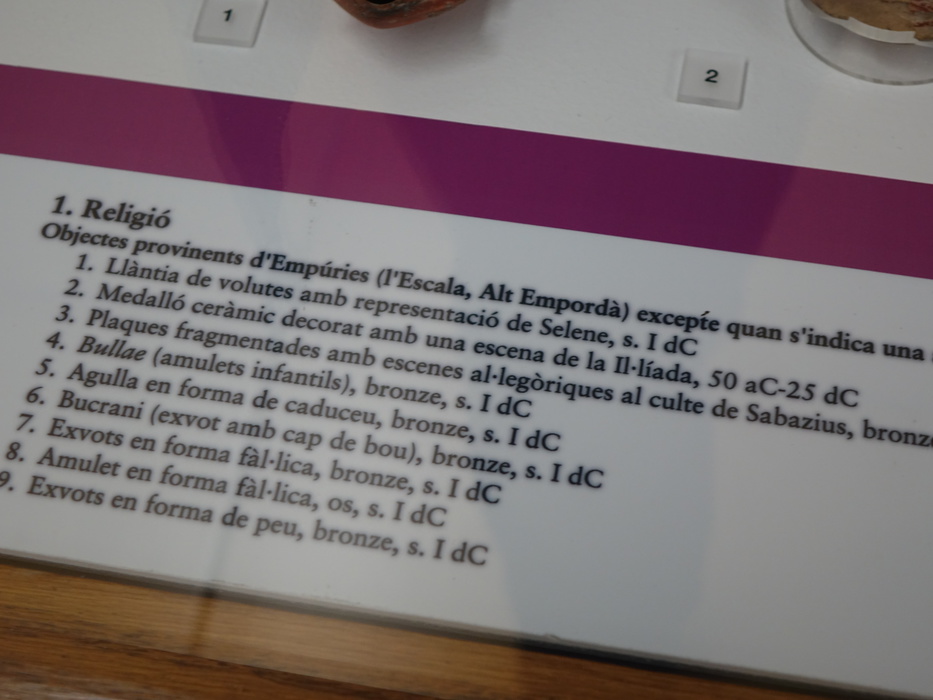 1
2
1. Religió
Objectes provinents d'Empúries (l'Escala, Alt Empordà) excepte quan s'indica una
1. Llàntia de volutes amb representació de Selene, s. I dC
2. Medalló ceràmic decorat amb una escena de la Il·líada, 50 aC-25 dC
3. Plaques fragmentades amb escenes al·legòriques al culte de Sabazius, bronze
4. Bullae (amulets infantils), bronze, s. I dC
5. Agulla en forma de caduceu, bronze, s. I dC
6. Bucrani (exvot amb cap de bou), bronze, s. I dC
7. Exvots en forma fàl·lica, bronze, s. I dC
8. Amulet en forma fàl·lica, os, s. I dC
9. Exvots en forma de peu, bronze, s. I dC